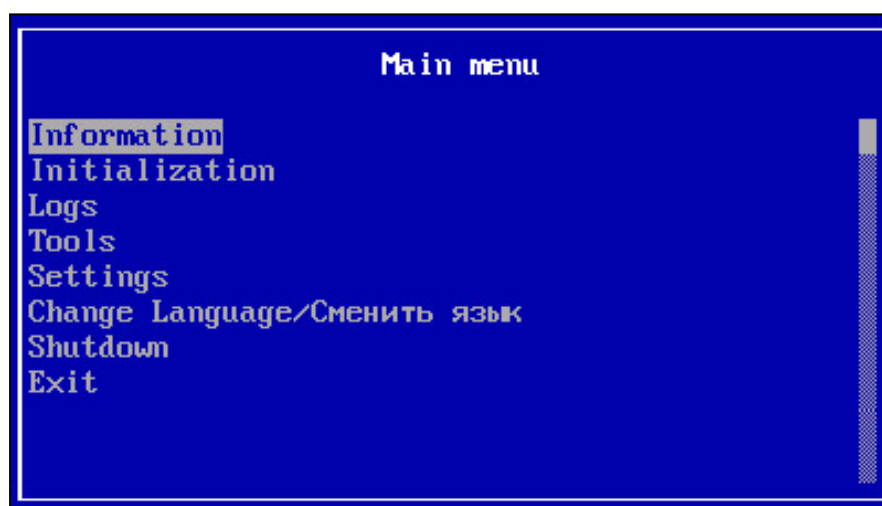 Main menu
Information
Initialization
Logs
Tools
Settings
Change Language/Сменить язык
Shutdown
Exit